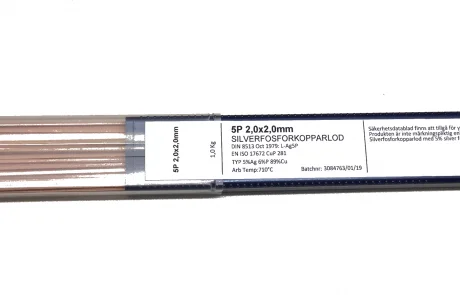 5P 2,0x2,0mm
1,0 Kg
5P 2,0x2,0mm
SILVERFOSFORKOPPARLOD
DIN 8513 Oct 1979: L-Ag5P
EN ISO 17672 CuP 281
TYP 5%Ag 6%P 89%Cu
Arb Temp:710°C Batchnr: 3084763/01/19
Säkerhetsdatablad finns att tillgå för y
Produkten är inte märkningspliktig en
Silverfosforkopparlod med 5% silver f